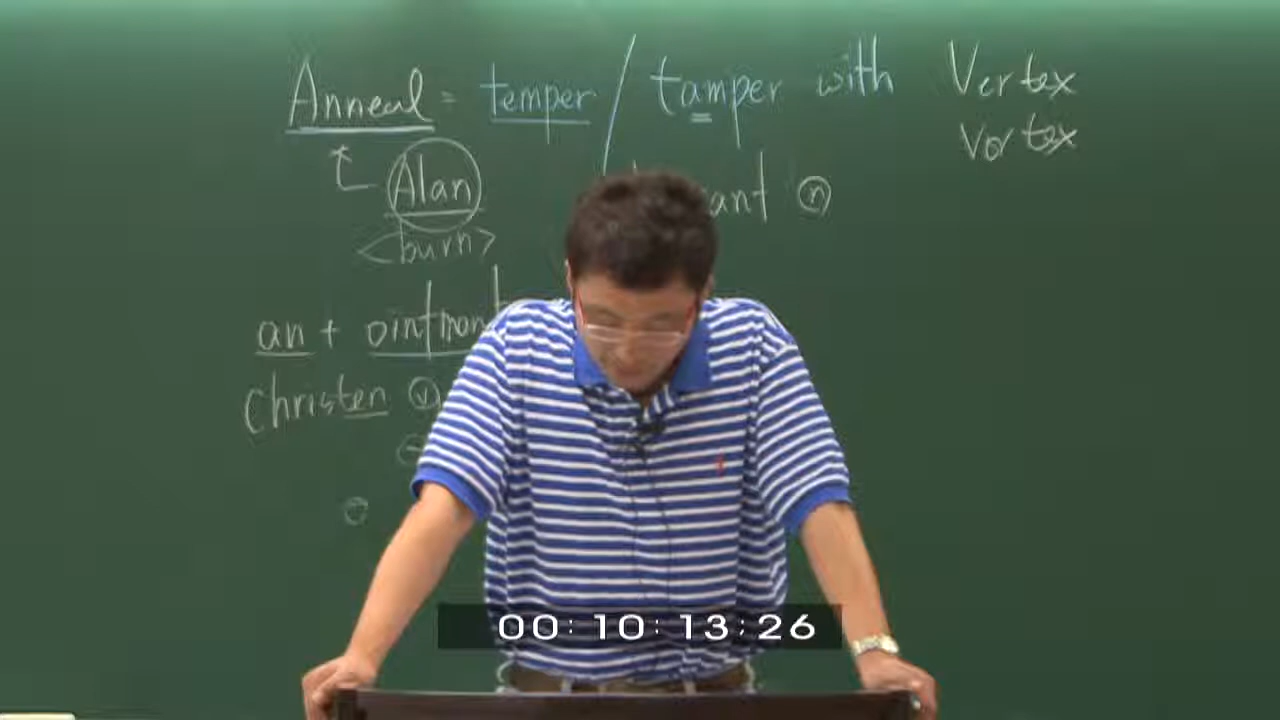 Anneal = temper / tamper with Vertex
Vortex
Alan
ant ⓝ
<burn>
an + ointment
Christen ⓥ
00:10:13;26